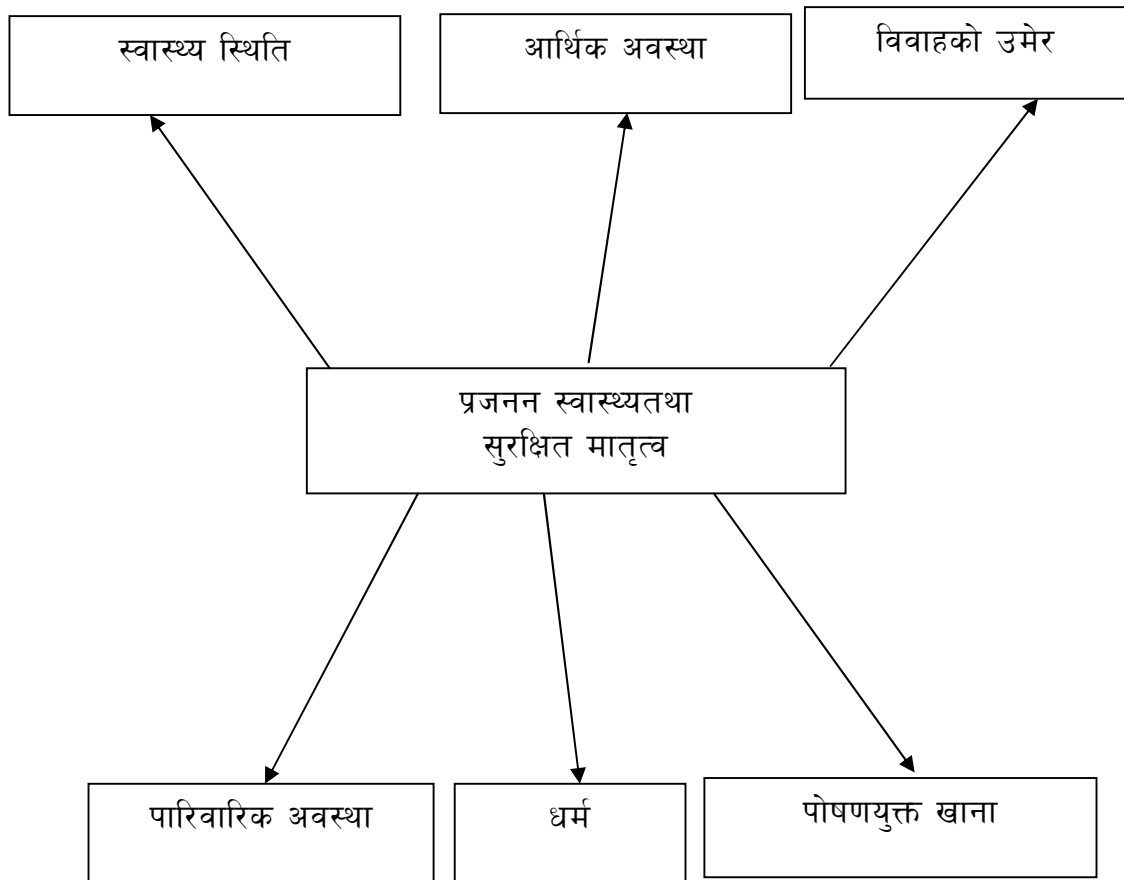 स्वास्थ्य स्थिति
आर्थिक अवस्था
विवाहको उमेर
प्रजनन स्वास्थ्यतथा
सुरक्षित मातृत्व
पारिवारिक अवस्था
धर्म
पोषणयुक्त खाना